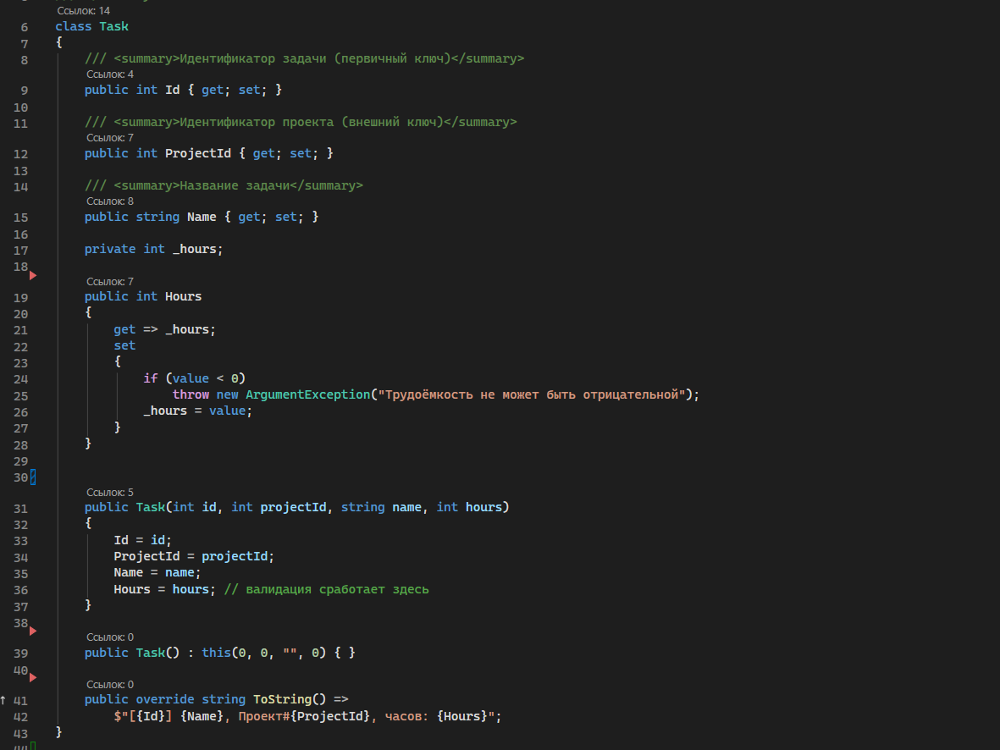 Ссылок: 14
6 class Task
7 {
8 /// <summary>Идентификатор задачи (первичный ключ)</summary>
Ссылок: 4
9 public int Id { get; set; }
10
11 /// <summary>Идентификатор проекта (внешний ключ)</summary>
Ссылок: 7
12 public int ProjectId { get; set; }
13
14 /// <summary>Название задачи</summary>
Ссылок: 8
15 public string Name { get; set; }
16
17 private int _hours;
18
Ссылок: 7
19 public int Hours
20 {
21 get => _hours;
22 set
23 {
24 if (value < 0)
25 throw new ArgumentException("Трудоёмкость не может быть отрицательной");
26 _hours = value;
27 }
28 }
29
30
Ссылок: 5
31 public Task(int id, int projectId, string name, int hours)
32 {
33 Id = id;
34 ProjectId = projectId;
35 Name = name;
36 Hours = hours; // валидация сработает здесь
37 }
38
Ссылок: 0
39 public Task() : this(0, 0, "", 0) { }
40
Ссылок: 0
41 public override string ToString() =>
42 $"[{Id}] {Name}, Проект#{ProjectId}, часов: {Hours}";
43 }